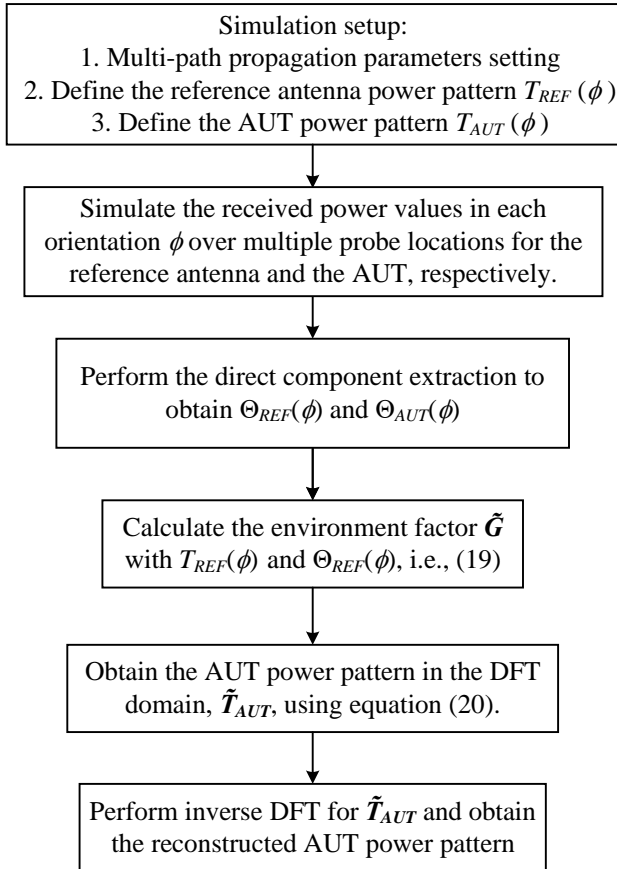 Simulation setup:
1. Multi-path propagation parameters setting
2. Define the reference antenna power pattern T_REF (ϕ)
3. Define the AUT power pattern T_AUT (ϕ)
Simulate the received power values in each
orientation ϕ over multiple probe locations for the
reference antenna and the AUT, respectively.
Perform the direct component extraction to
obtain Θ_REF(ϕ) and Θ_AUT(ϕ)
Calculate the environment factor G̃
with T_REF(ϕ) and Θ_REF(ϕ), i.e., (19)
Obtain the AUT power pattern in the DFT
domain, T̃_AUT, using equation (20).
Perform inverse DFT for T̃_AUT and obtain
the reconstructed AUT power pattern